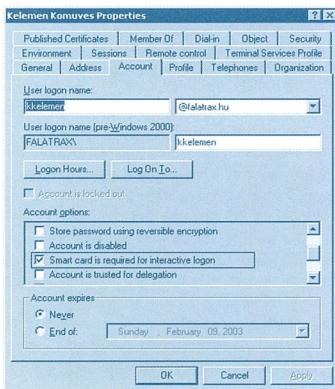 Kelemen Komuves Properties
Published Certificates Member Of Dial-in Object Security
Environment Sessions Remote control Terminal Services Profile
General Address Account Profile Telephones Organization
User logon name:
kkelemen @falatrax.hu
User logon name (pre-Windows 2000):
FALATRAX\ kkelemen
Logon Hours... Log On To...
Account is locked out
Account options:
Store password using reversible encryption
Account is disabled
Smart card is required for interactive logon
Account is trusted for delegation
Account expires
Never
End of: Sunday , February 09, 2003
OK Cancel Apply